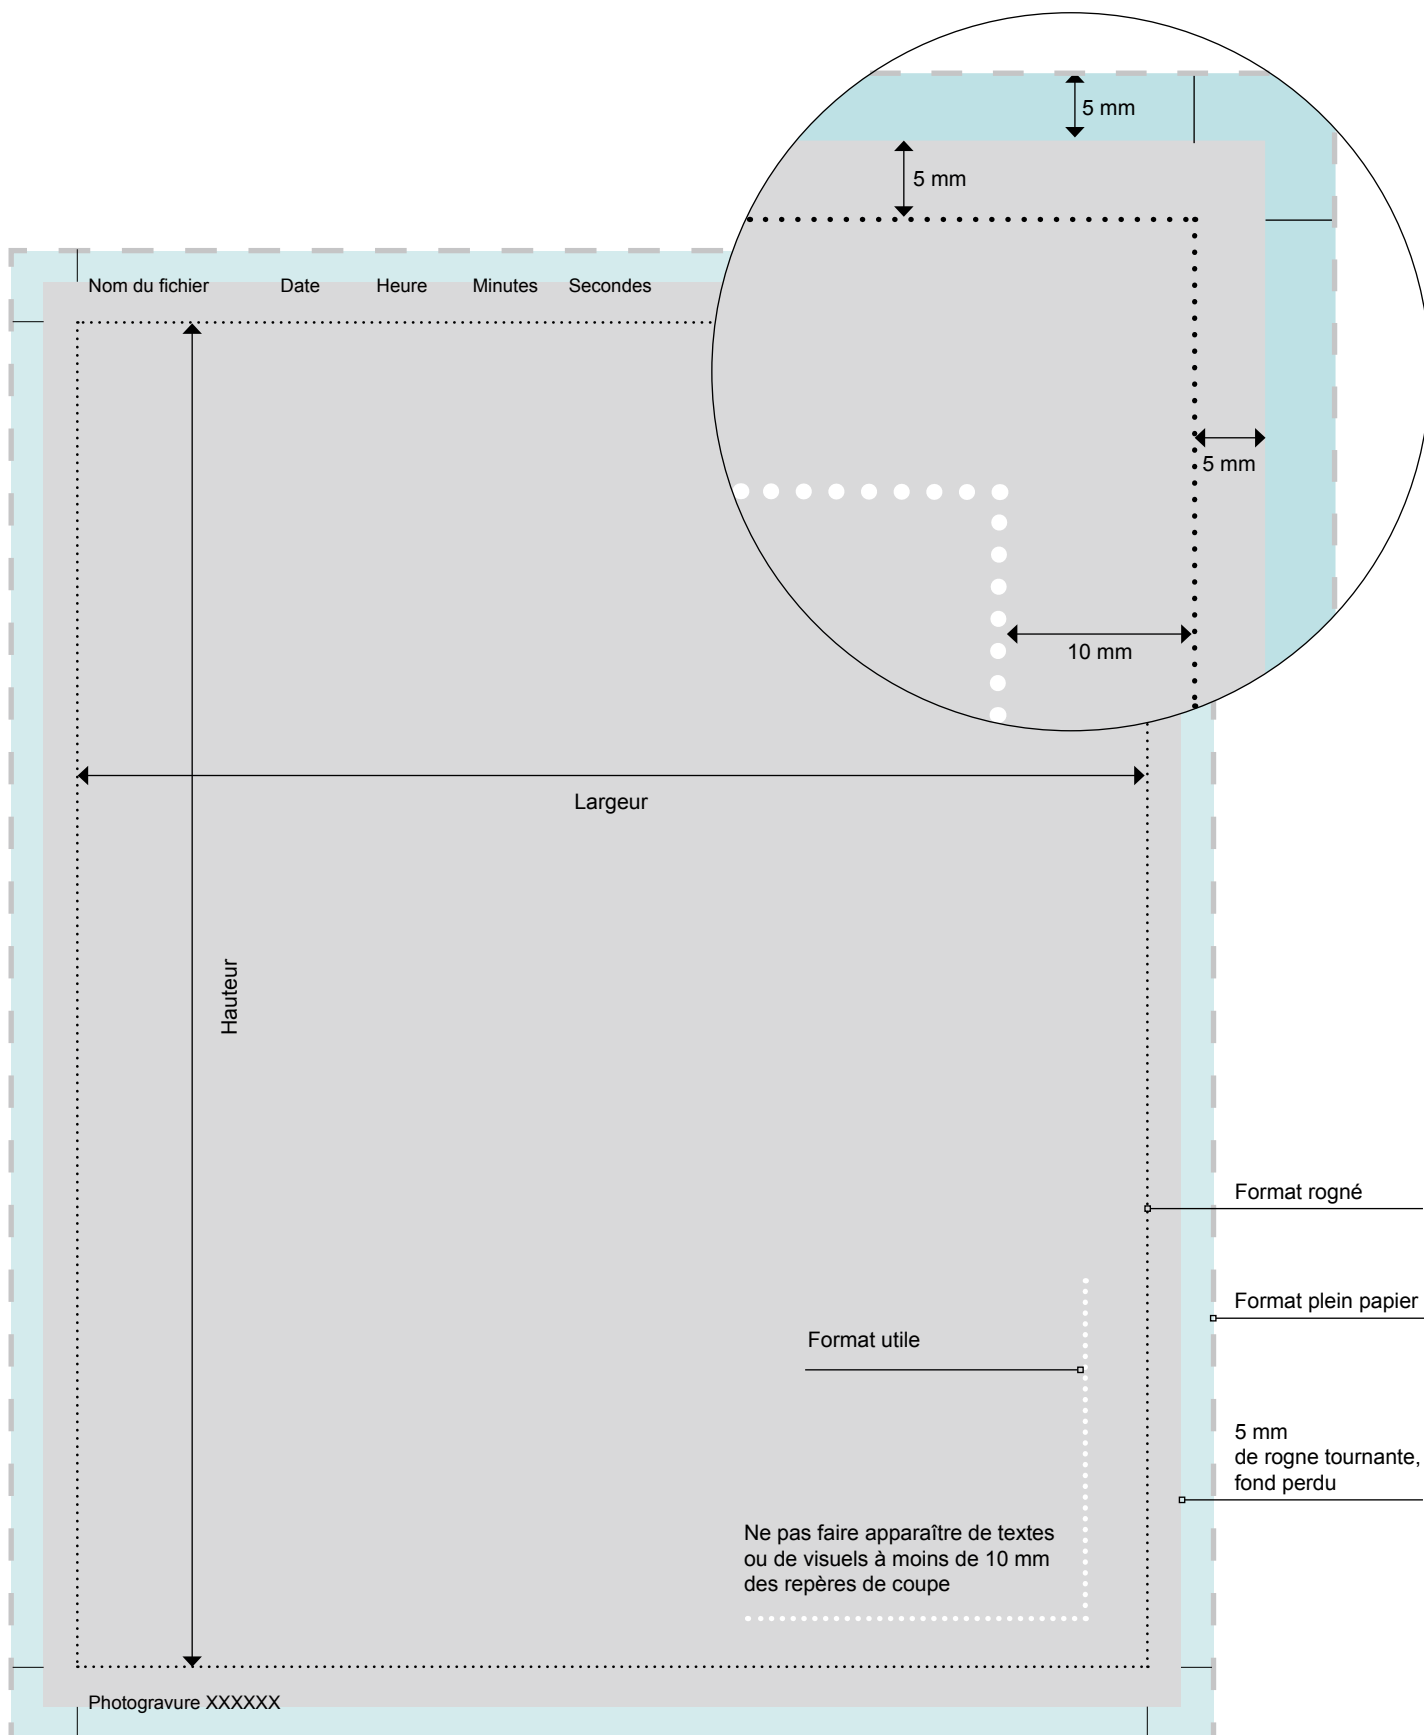 5 mm
5 mm
Nom du fichier Date Heure Minutes Secondes
5 mm
10 mm
Largeur
Hauteur
Format rogné
Format plein papier
Format utile
5 mm
de rogne tournante,
fond perdu
Ne pas faire apparaître de textes
ou de visuels à moins de 10 mm
des repères de coupe
Photogravure XXXXXX